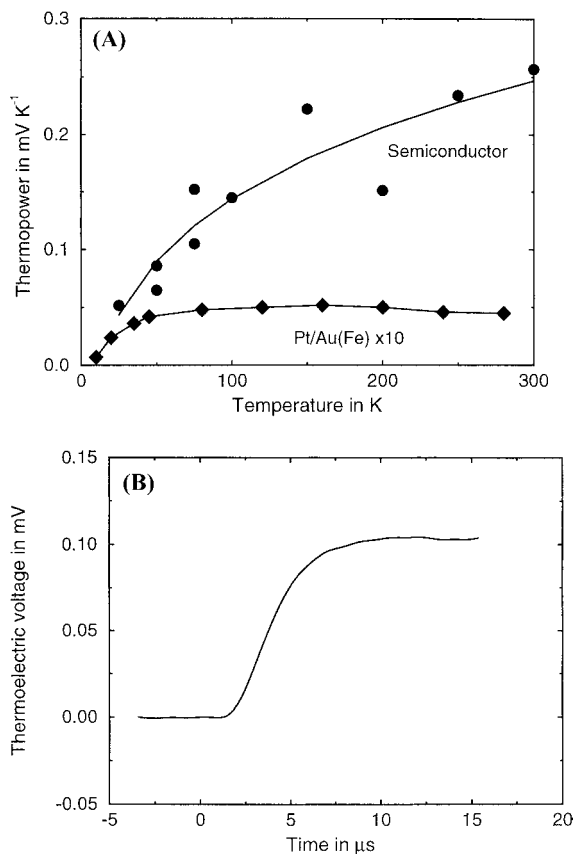 (A)
0.3
0.2
0.1
0.0
Thermopower in mV K⁻¹
Semiconductor
Pt/Au(Fe) x10
0 100 200 300
Temperature in K
(B)
0.15
0.10
0.05
0.00
-0.05
Thermoelectric voltage in mV
-5 0 5 10 15 20
Time in µs